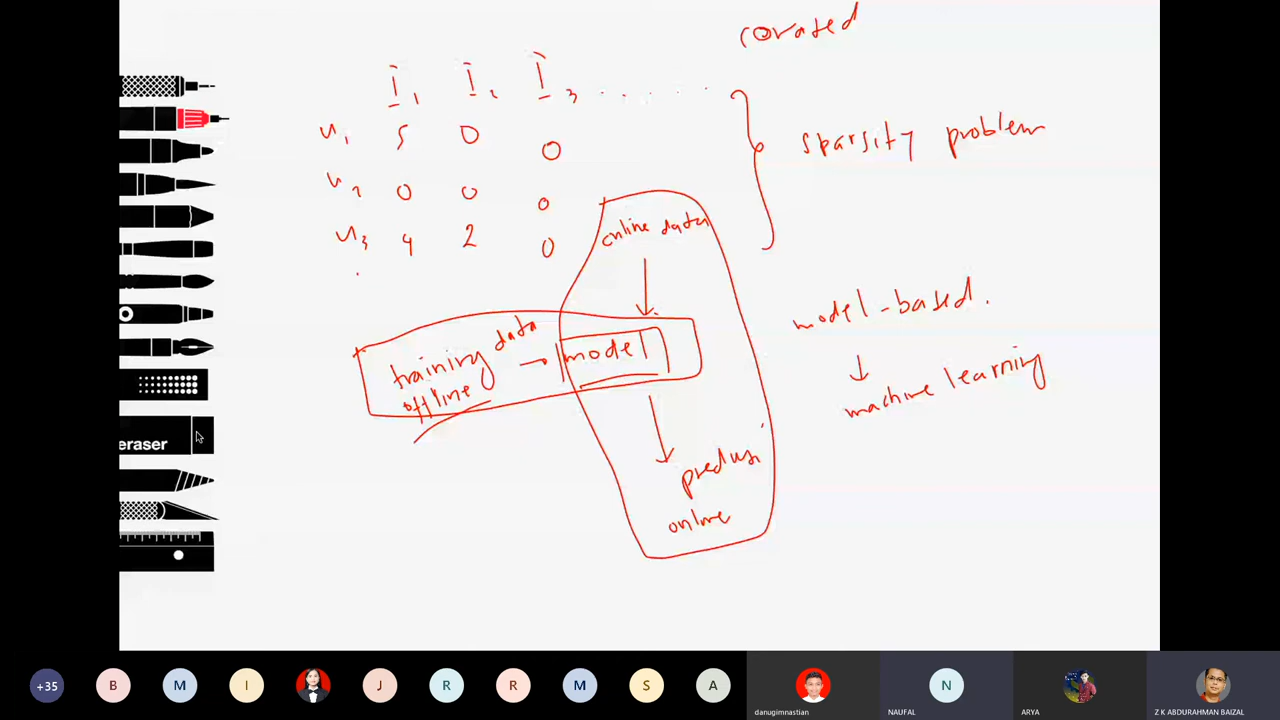 corated
I1 I2 I3 . . . . .
u1 5 0 0
sparsity problem
u2 0 0 0
u3 4 2 0
online data
model-based.
training data → model
offline
machine learning
online
eraser
+35 B M I J R R M S A N
danugimnastian NAUFAL ARYA Z K ABDURAHMAN BAIZAL